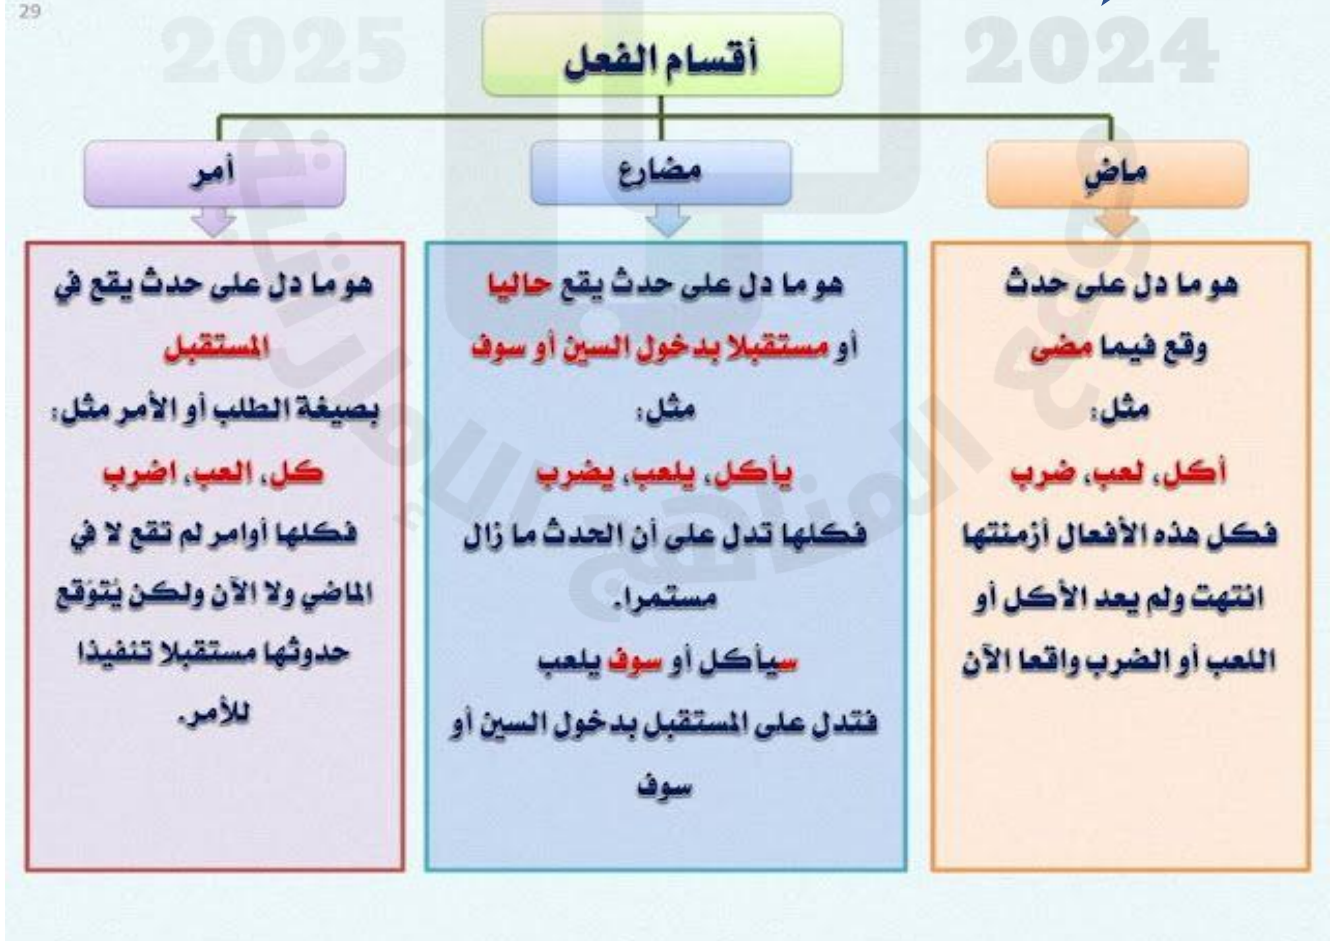 29
2025
2024
أقسام الفعل
ماضٍ
مضارع
أمر
هو ما دل على حدث
وقع فيما مضى
مثل:
أكل، لعب، ضرب
فكل هذه الأفعال أزمنتها
انتهت ولم يعد الأكل أو
اللعب أو الضرب واقعا الآن
هو ما دل على حدث يقع حاليا
أو مستقبلا بدخول السين أو سوف
مثل:
يأكل، يلعب، يضرب
فكلها تدل على أن الحدث ما زال
مستمرا.
سيأكل أو سوف يلعب
فتدل على المستقبل بدخول السين أو
سوف
هو ما دل على حدث يقع في
المستقبل
بصيغة الطلب أو الأمر مثل:
كل، العب، اضرب
فكلها أوامر لم تقع لا في
الماضي ولا الآن ولكن يُتوَقع
حدوثها مستقبلا تنفيذا
للأمر.
موقع المناهج الإماراتية